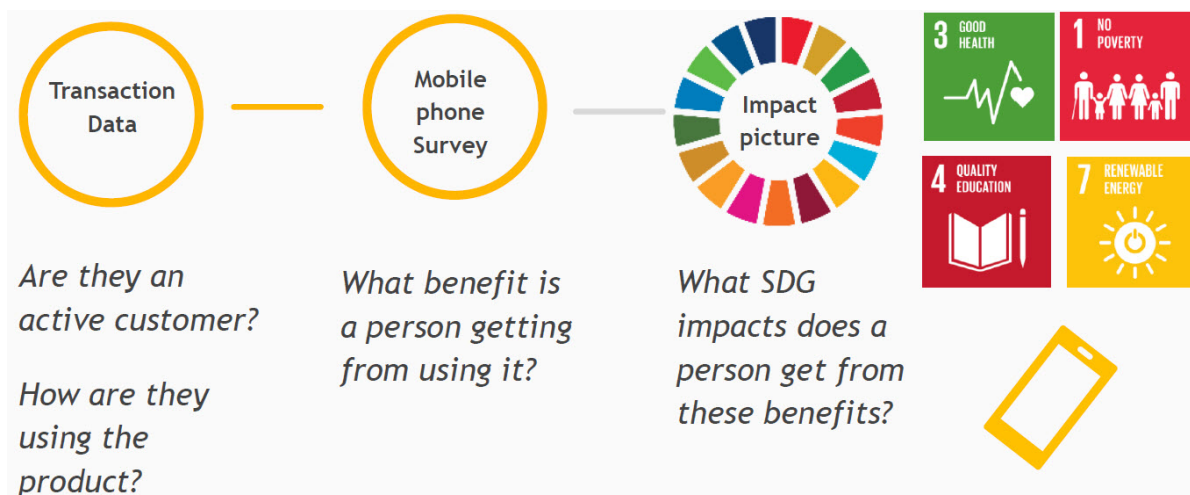 Transaction
Data
Mobile
phone
Survey
Impact
picture
3 GOOD
HEALTH
1 NO
POVERTY
4 QUALITY
EDUCATION
7 RENEWABLE
ENERGY
Are they an
active customer?
How are they
using the
product?
What benefit is
a person getting
from using it?
What SDG
impacts does a
person get from
these benefits?